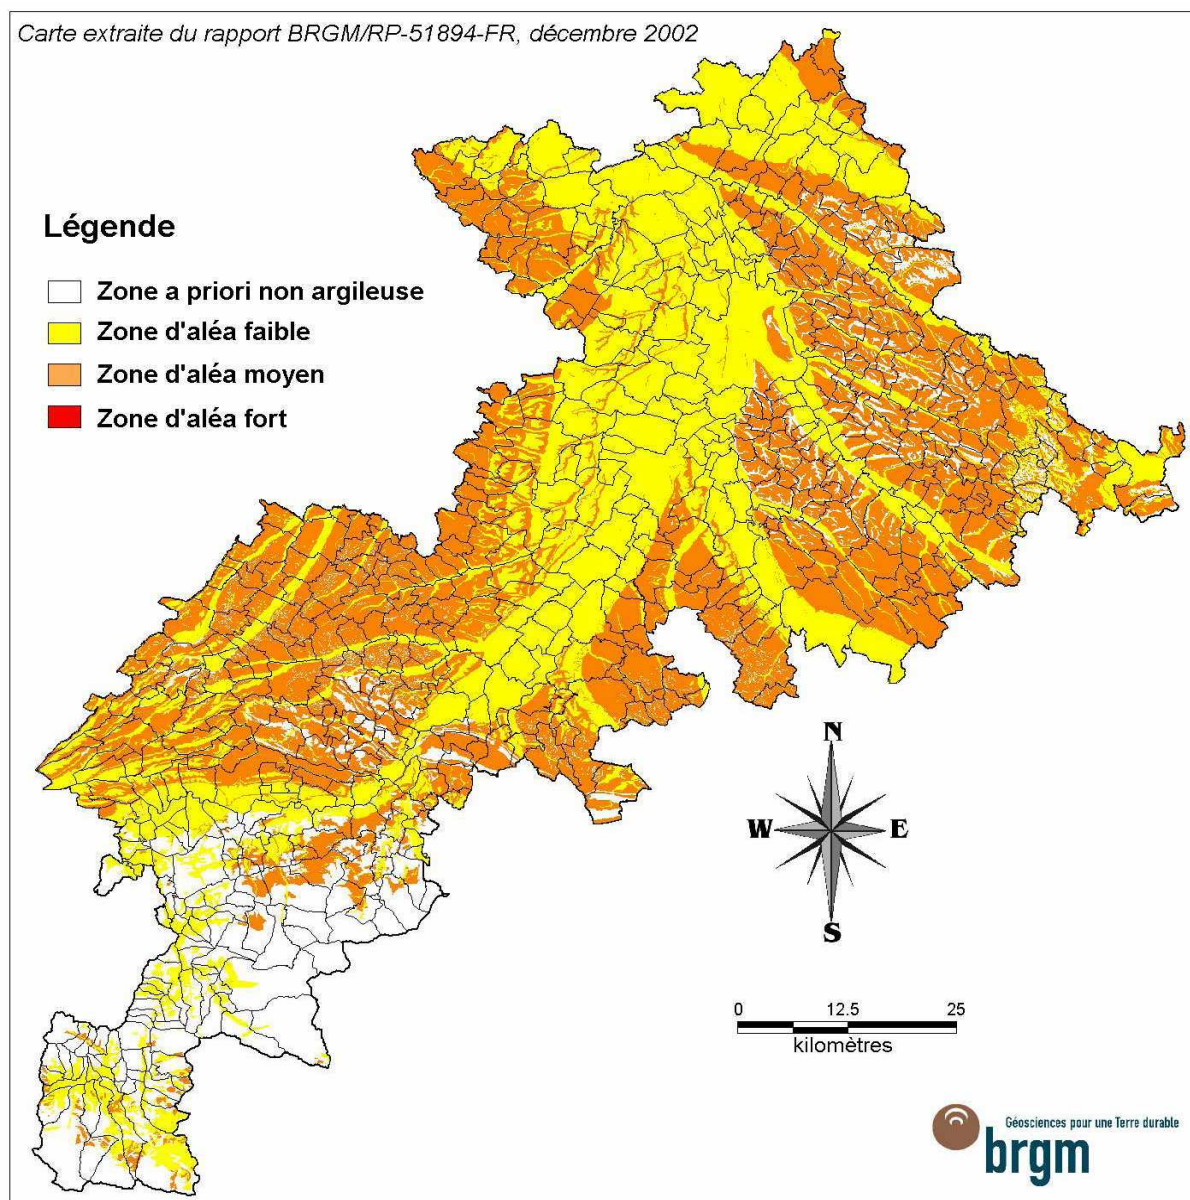 Carte extraite du rapport BRGM/RP-51894-FR, décembre 2002
Légende
Zone a priori non argileuse
Zone d'aléa faible
Zone d'aléa moyen
Zone d'aléa fort
N
W E
S
0 12.5 25
kilomètres
Géosciences pour une Terre durable
brgm